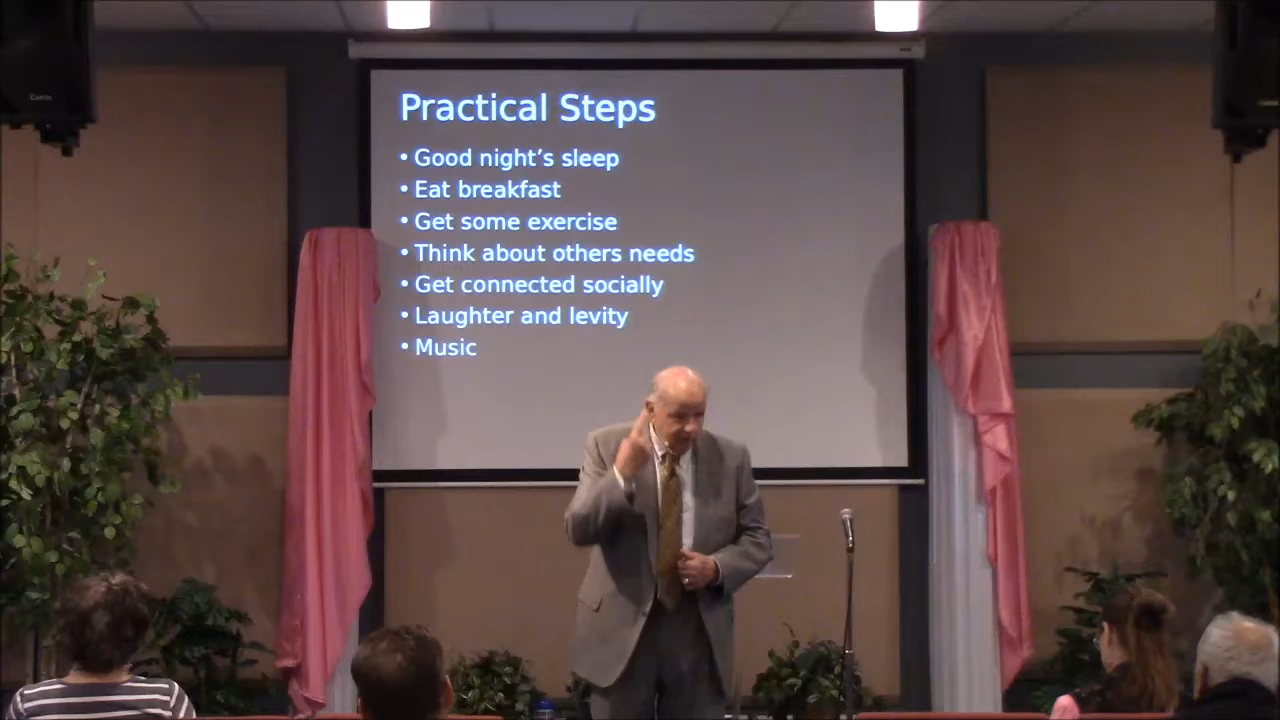 Practical Steps
• Good night’s sleep
• Eat breakfast
• Get some exercise
• Think about others needs
• Get connected socially
• Laughter and levity
• Music